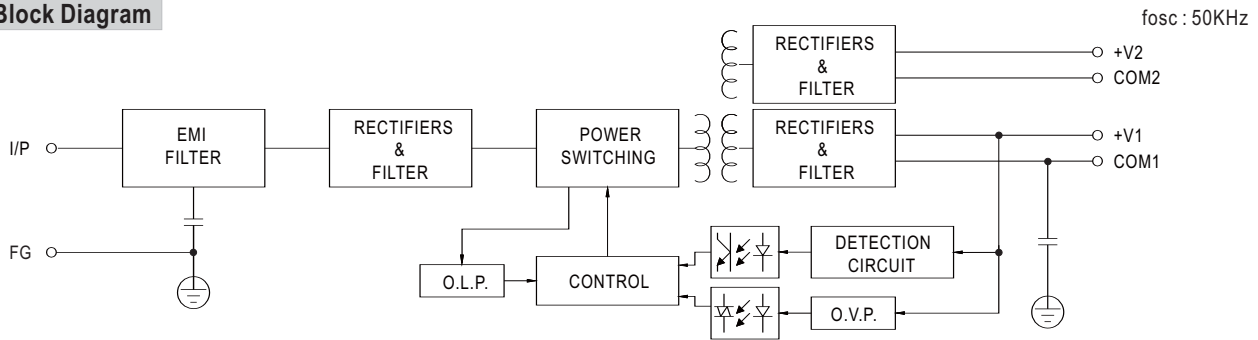 Block Diagram
fosc : 50KHz
RECTIFIERS
&
FILTER
+V2
COM2
I/P
EMI
FILTER
RECTIFIERS
&
FILTER
POWER
SWITCHING
RECTIFIERS
&
FILTER
+V1
COM1
FG
O.L.P.
CONTROL
DETECTION
CIRCUIT
O.V.P.